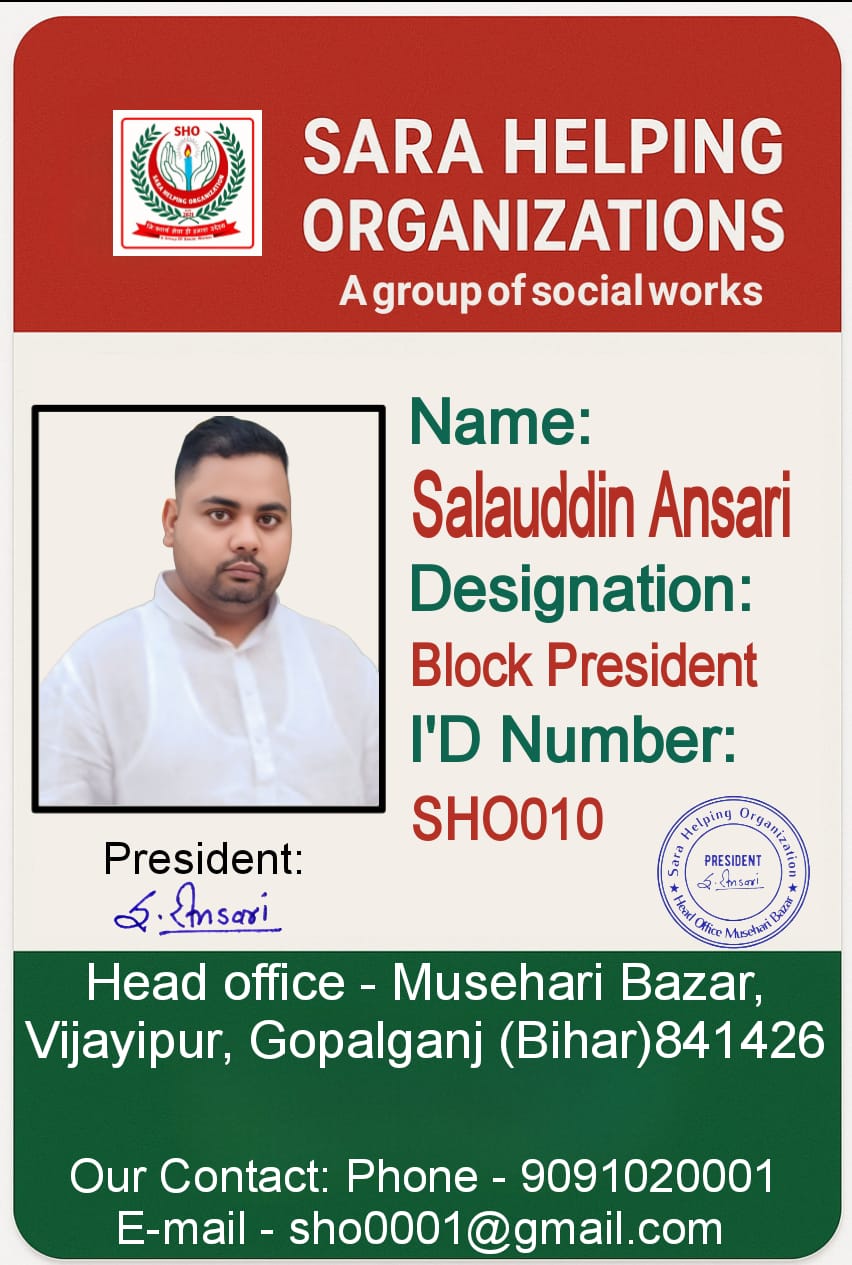 SHO
SARA HELPING ORGANIZATION
2021
SARA HELPING
ORGANIZATIONS
A group of social works
Name:
Salauddin Ansari
Designation:
Block President
I'D Number:
SHO010
President:
S. Ansari
Sara Helping Organization
PRESIDENT
S. Ansari
★ Head Office Musehari Bazar ★
Head office - Musehari Bazar,
Vijayipur, Gopalganj (Bihar)841426
Our Contact: Phone - 9091020001
E-mail - sho0001@gmail.com